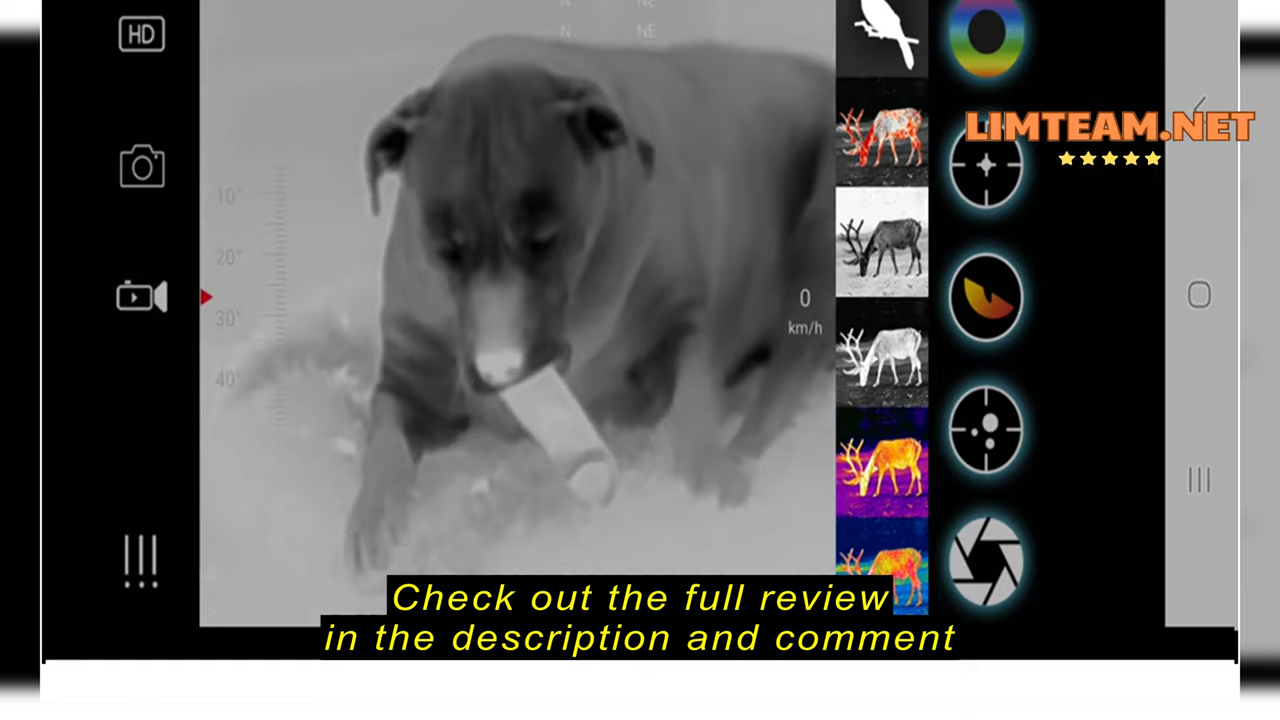 N NE
N NE
HD
LIMTEAM.NET
10°
20°
30°
40°
0
km/h
Check out the full review
in the description and comment